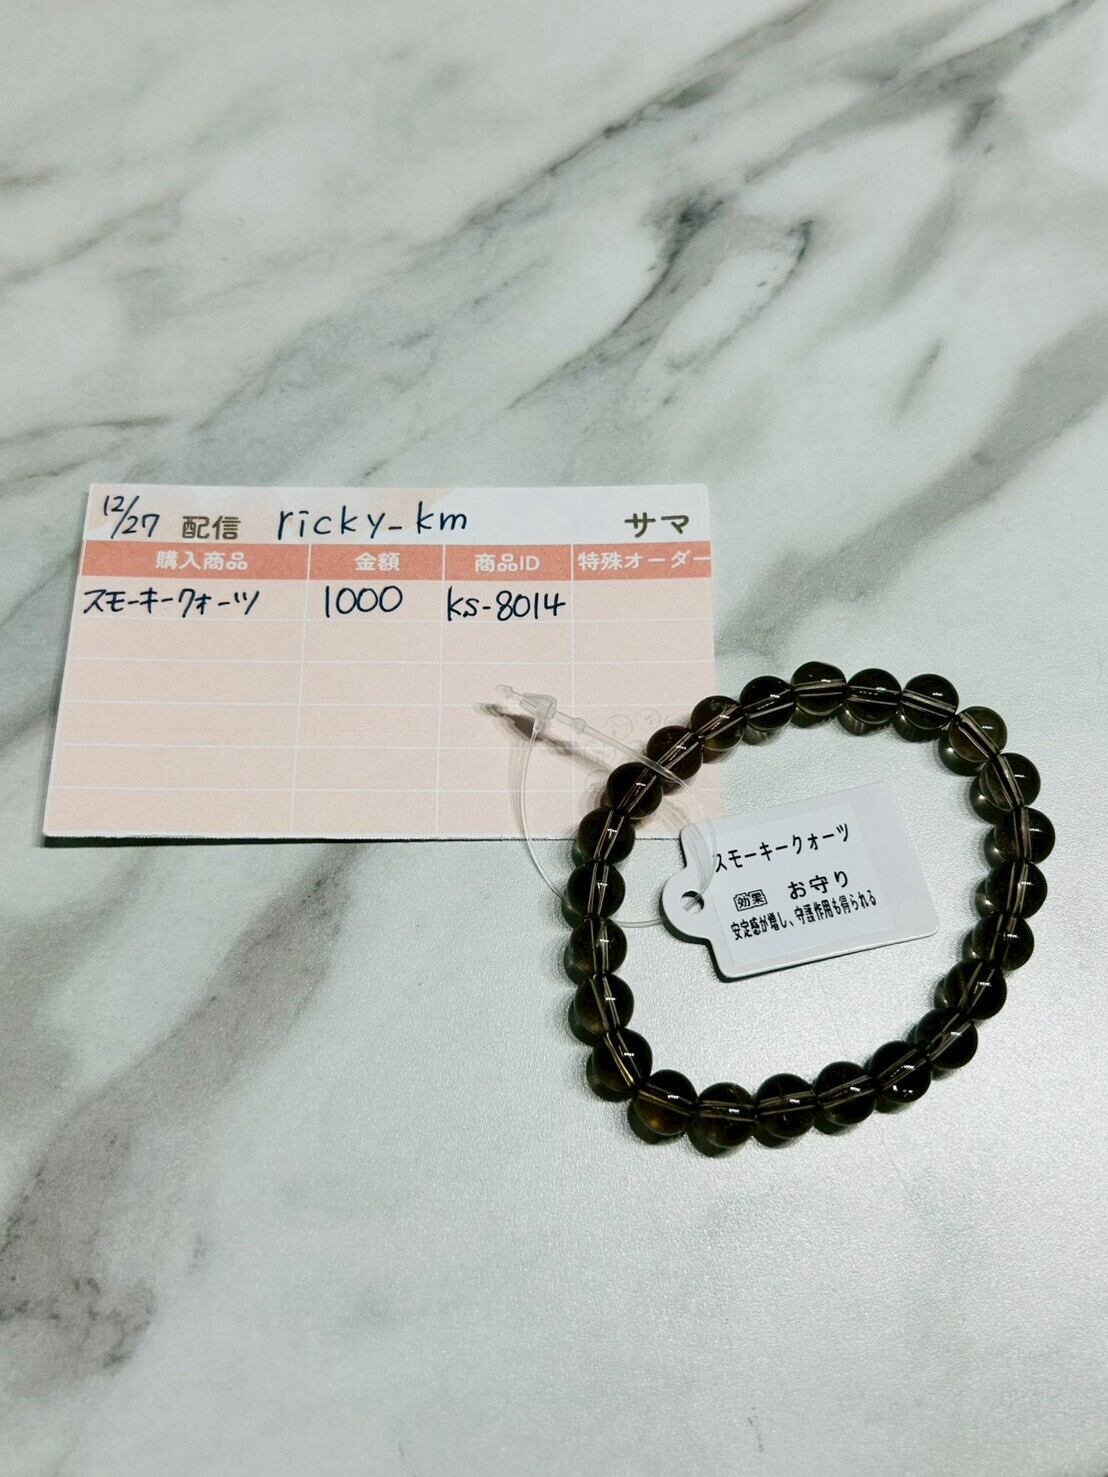 12/27 配信 ricky_km サマ
購入商品 金額 商品ID 特殊オーダー
スモーキークォーツ 1000 ks-8014
スモーキークォーツ
効果 お守り
安定感が増し、守護作用も得られる